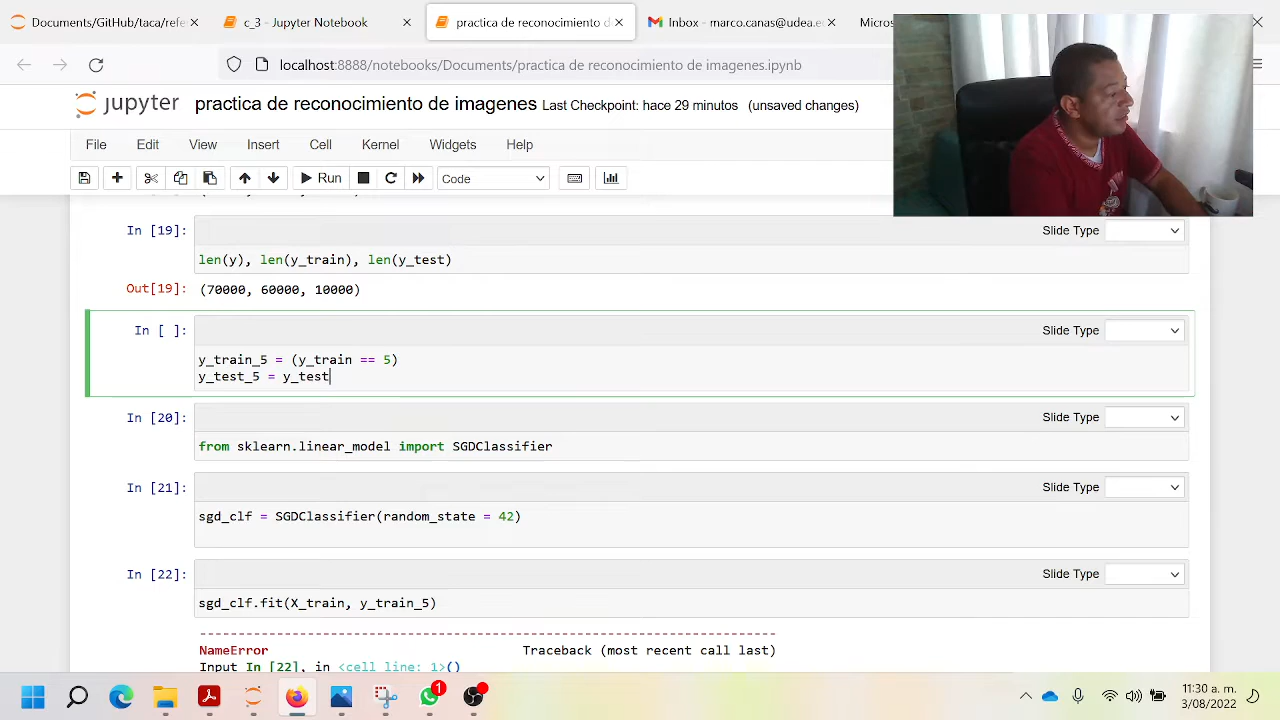 Documents/GitHub/taca/refe
c_3 - Jupyter Notebook
practica de reconocimiento d
Inbox - marco.canas@udea.e
Micros
localhost:8888/notebooks/Documents/practica de reconocimiento de imagenes.ipynb
jupyter practica de reconocimiento de imagenes Last Checkpoint: hace 29 minutos (unsaved changes)
File Edit View Insert Cell Kernel Widgets Help
Run Code
In [19]: Slide Type
len(y), len(y_train), len(y_test)
Out[19]: (70000, 60000, 10000)
In [ ]: Slide Type
y_train_5 = (y_train == 5)
y_test_5 = y_test
In [20]: Slide Type
from sklearn.linear_model import SGDClassifier
In [21]: Slide Type
sgd_clf = SGDClassifier(random_state = 42)
In [22]: Slide Type
sgd_clf.fit(X_train, y_train_5)
---------------------------------------------------------------------------
NameError Traceback (most recent call last)
Input In [22], in <cell line: 1>()
1
11:30 a. m.
3/08/2022